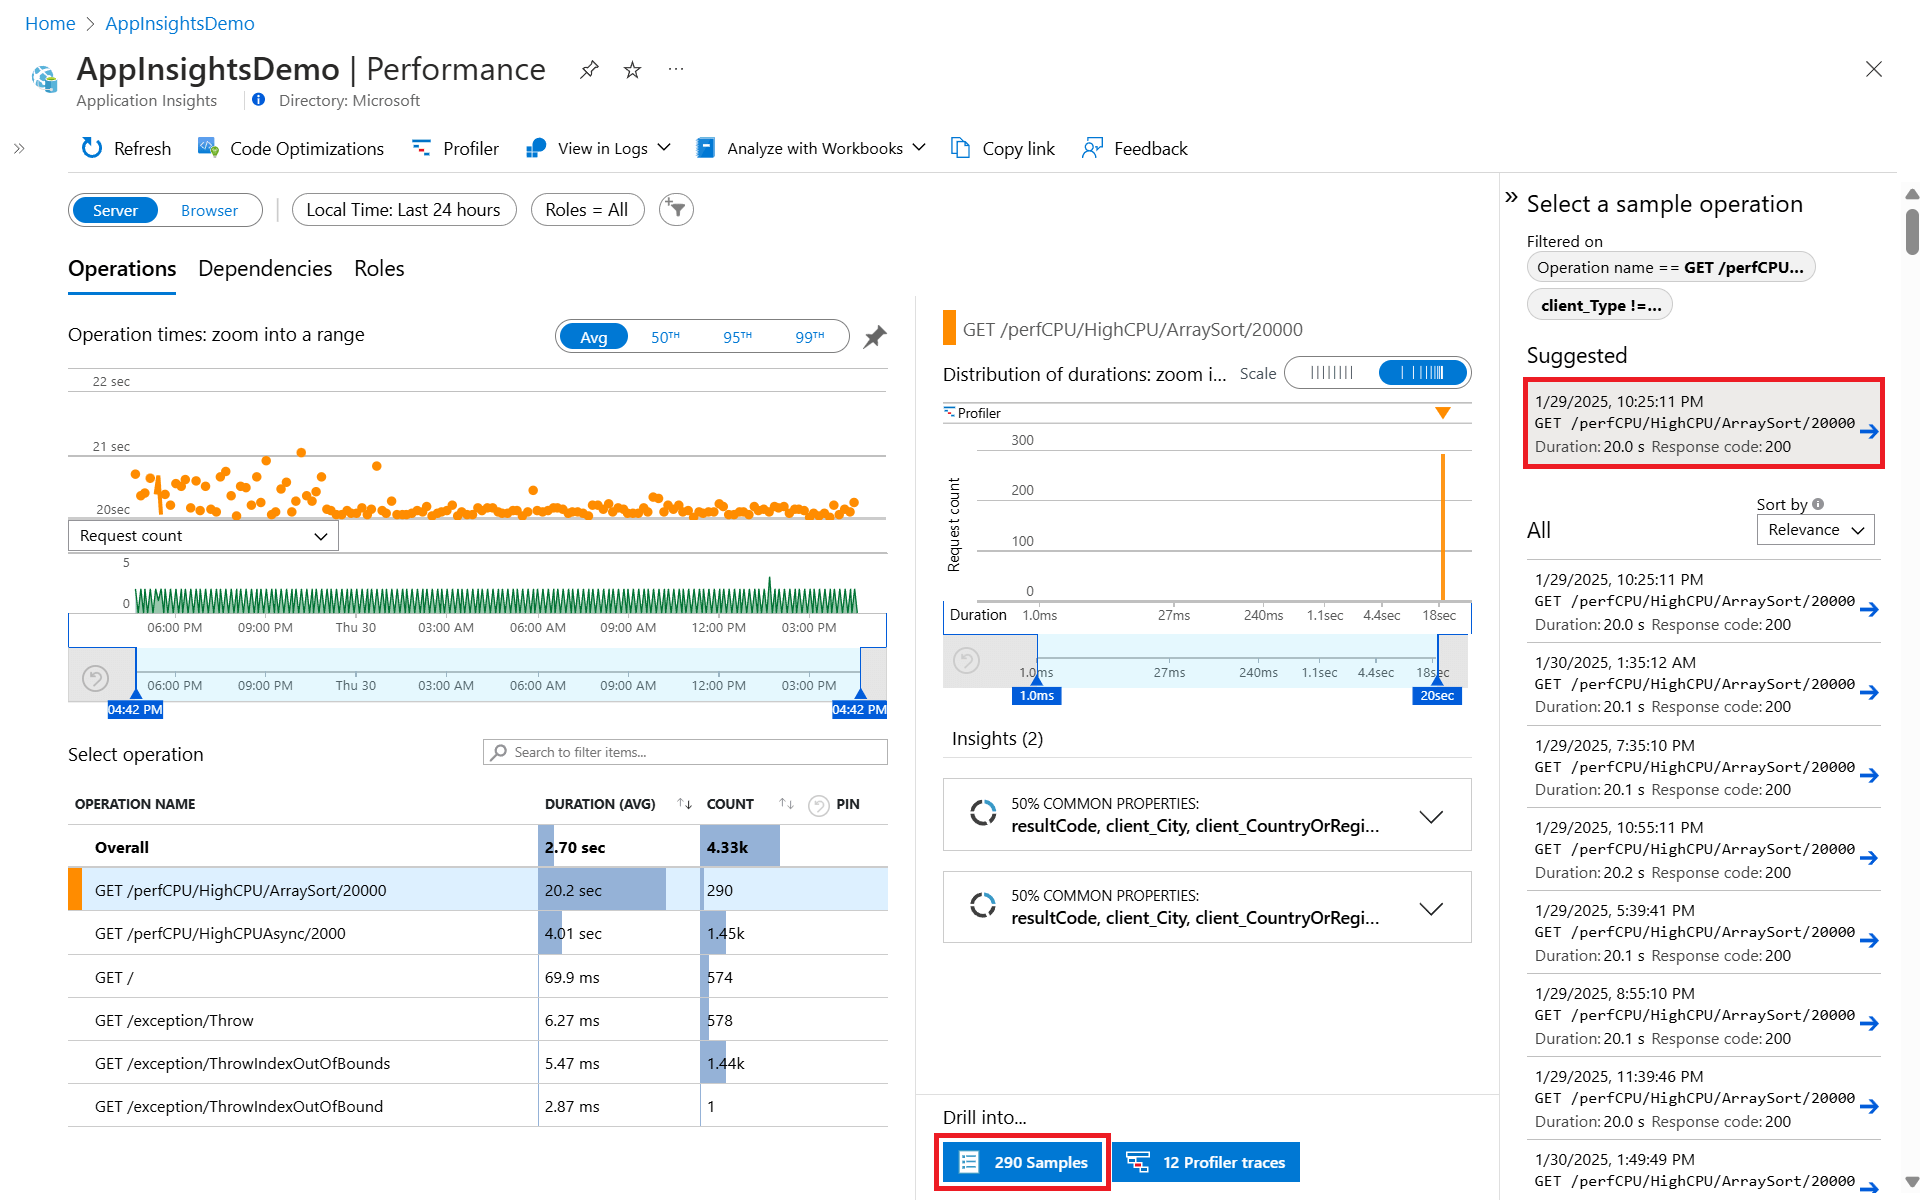 Home > AppInsightsDemo
AppInsightsDemo | Performance
Application Insights
Directory: Microsoft
Refresh
Code Optimizations
Profiler
View in Logs
Analyze with Workbooks
Copy link
Feedback
Server
Browser
Local Time: Last 24 hours
Roles = All
Operations
Dependencies
Roles
Operation times: zoom into a range
Avg
50TH
95TH
99TH
22 sec
21 sec
20sec
Request count
5
0
06:00 PM
09:00 PM
Thu 30
03:00 AM
06:00 AM
09:00 AM
12:00 PM
03:00 PM
06:00 PM
09:00 PM
Thu 30
03:00 AM
06:00 AM
09:00 AM
12:00 PM
03:00 PM
04:42 PM
04:42 PM
Select operation
Search to filter items...
OPERATION NAME DURATION (AVG) COUNT PIN
Overall 2.70 sec 4.33k
GET /perfCPU/HighCPU/ArraySort/20000 20.2 sec 290
GET /perfCPU/HighCPUAsync/2000 4.01 sec 1.45k
GET / 69.9 ms 574
GET /exception/Throw 6.27 ms 578
GET /exception/ThrowIndexOutOfBounds 5.47 ms 1.44k
GET /exception/ThrowIndexOutOfBound 2.87 ms 1
GET /perfCPU/HighCPU/ArraySort/20000
Distribution of durations: zoom i...
Scale
Profiler
Request count
300
200
100
0
Duration
1.0ms
27ms
240ms
1.1sec
4.4sec
18sec
1.0ms
27ms
240ms
1.1sec
4.4sec
18sec
1.0ms
20sec
Insights (2)
50% COMMON PROPERTIES:
resultCode, client_City, client_CountryOrRegi...
50% COMMON PROPERTIES:
resultCode, client_City, client_CountryOrRegi...
Drill into...
290 Samples
12 Profiler traces
Select a sample operation
Filtered on
Operation name == GET /perfCPU...
client_Type !=...
Suggested
1/29/2025, 10:25:11 PM
GET /perfCPU/HighCPU/ArraySort/20000
Duration: 20.0 s Response code: 200
Sort by
All
Relevance
1/29/2025, 10:25:11 PM
GET /perfCPU/HighCPU/ArraySort/20000
Duration: 20.0 s Response code: 200
1/30/2025, 1:35:12 AM
GET /perfCPU/HighCPU/ArraySort/20000
Duration: 20.1 s Response code: 200
1/29/2025, 7:35:10 PM
GET /perfCPU/HighCPU/ArraySort/20000
Duration: 20.1 s Response code: 200
1/29/2025, 10:55:11 PM
GET /perfCPU/HighCPU/ArraySort/20000
Duration: 20.2 s Response code: 200
1/29/2025, 5:39:41 PM
GET /perfCPU/HighCPU/ArraySort/20000
Duration: 20.1 s Response code: 200
1/29/2025, 8:55:10 PM
GET /perfCPU/HighCPU/ArraySort/20000
Duration: 20.1 s Response code: 200
1/29/2025, 11:39:46 PM
GET /perfCPU/HighCPU/ArraySort/20000
Duration: 20.0 s Response code: 200
1/30/2025, 1:49:49 PM
GET /perfCPU/HighCPU/ArraySort/20000